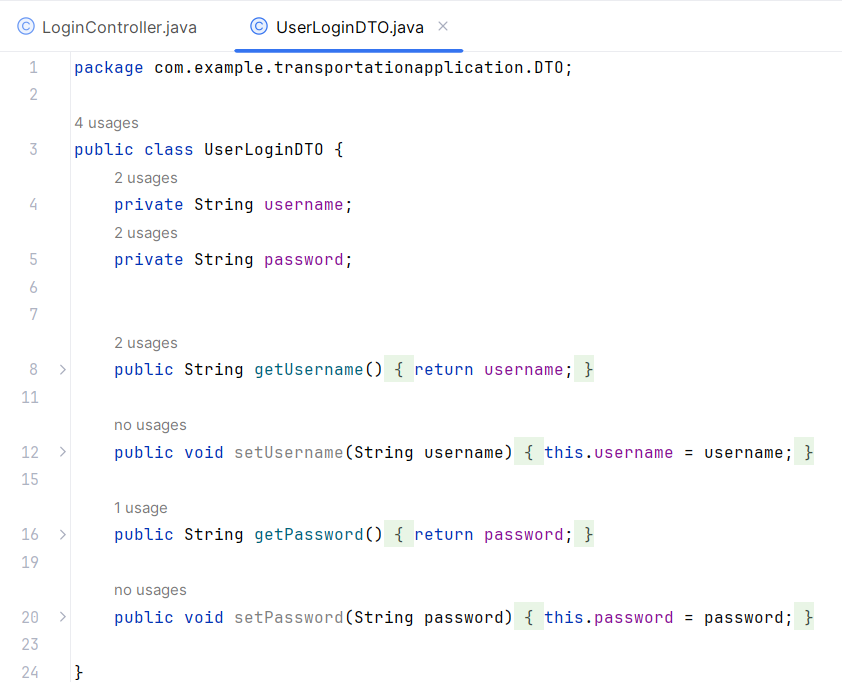 LoginController.java
UserLoginDTO.java
1 package com.example.transportationapplication.DTO;
2
4 usages
3 public class UserLoginDTO {
2 usages
4 private String username;
2 usages
5 private String password;
6
7
2 usages
8 public String getUsername() { return username; }
11
no usages
12 public void setUsername(String username) { this.username = username; }
15
1 usage
16 public String getPassword() { return password; }
19
no usages
20 public void setPassword(String password) { this.password = password; }
23
24 }